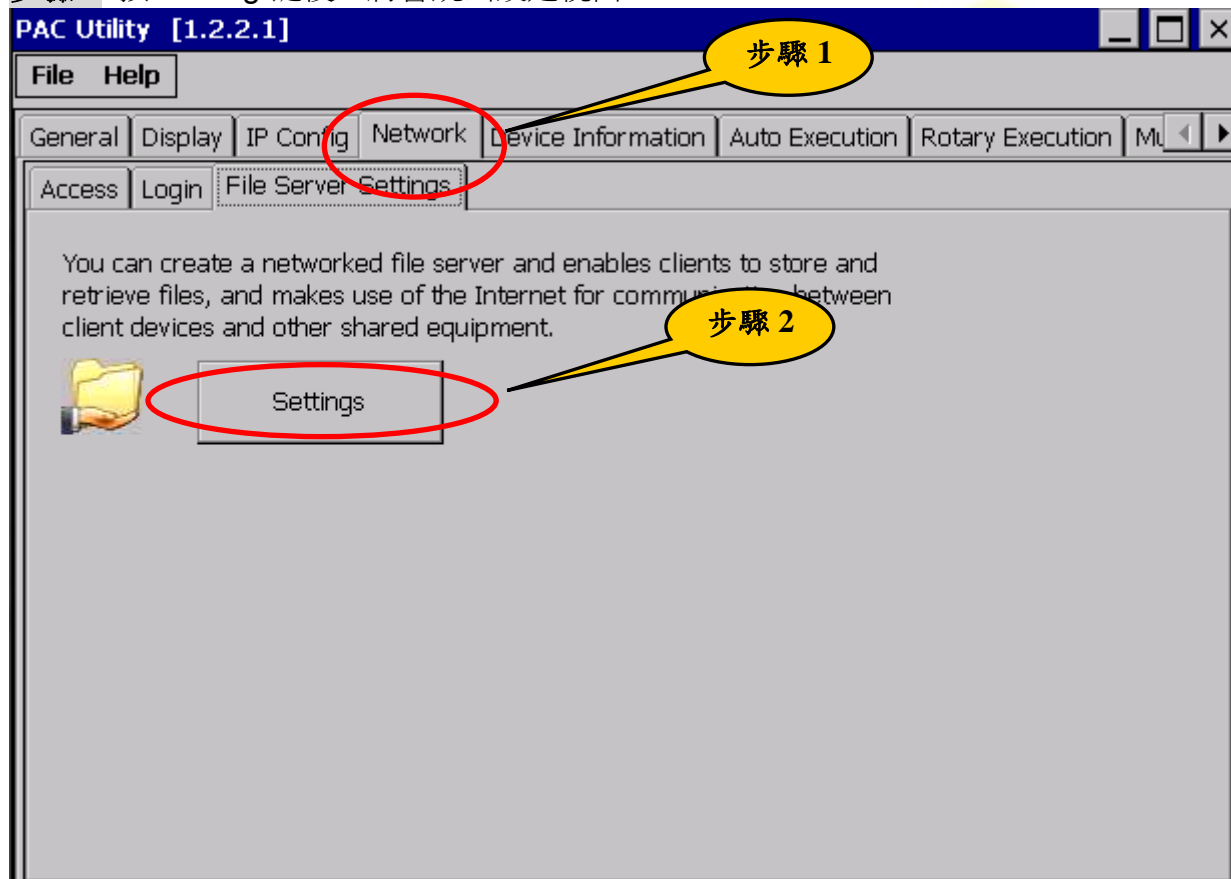 PAC Utility [1.2.2.1]
步驟 1
File Help
General Display IP Config Network Device Information Auto Execution Rotary Execution
Access Login File Server Settings
You can create a networked file server and enables clients to store and
retrieve files, and makes use of the Internet for between
client devices and other shared equipment.
步驟 2
Settings